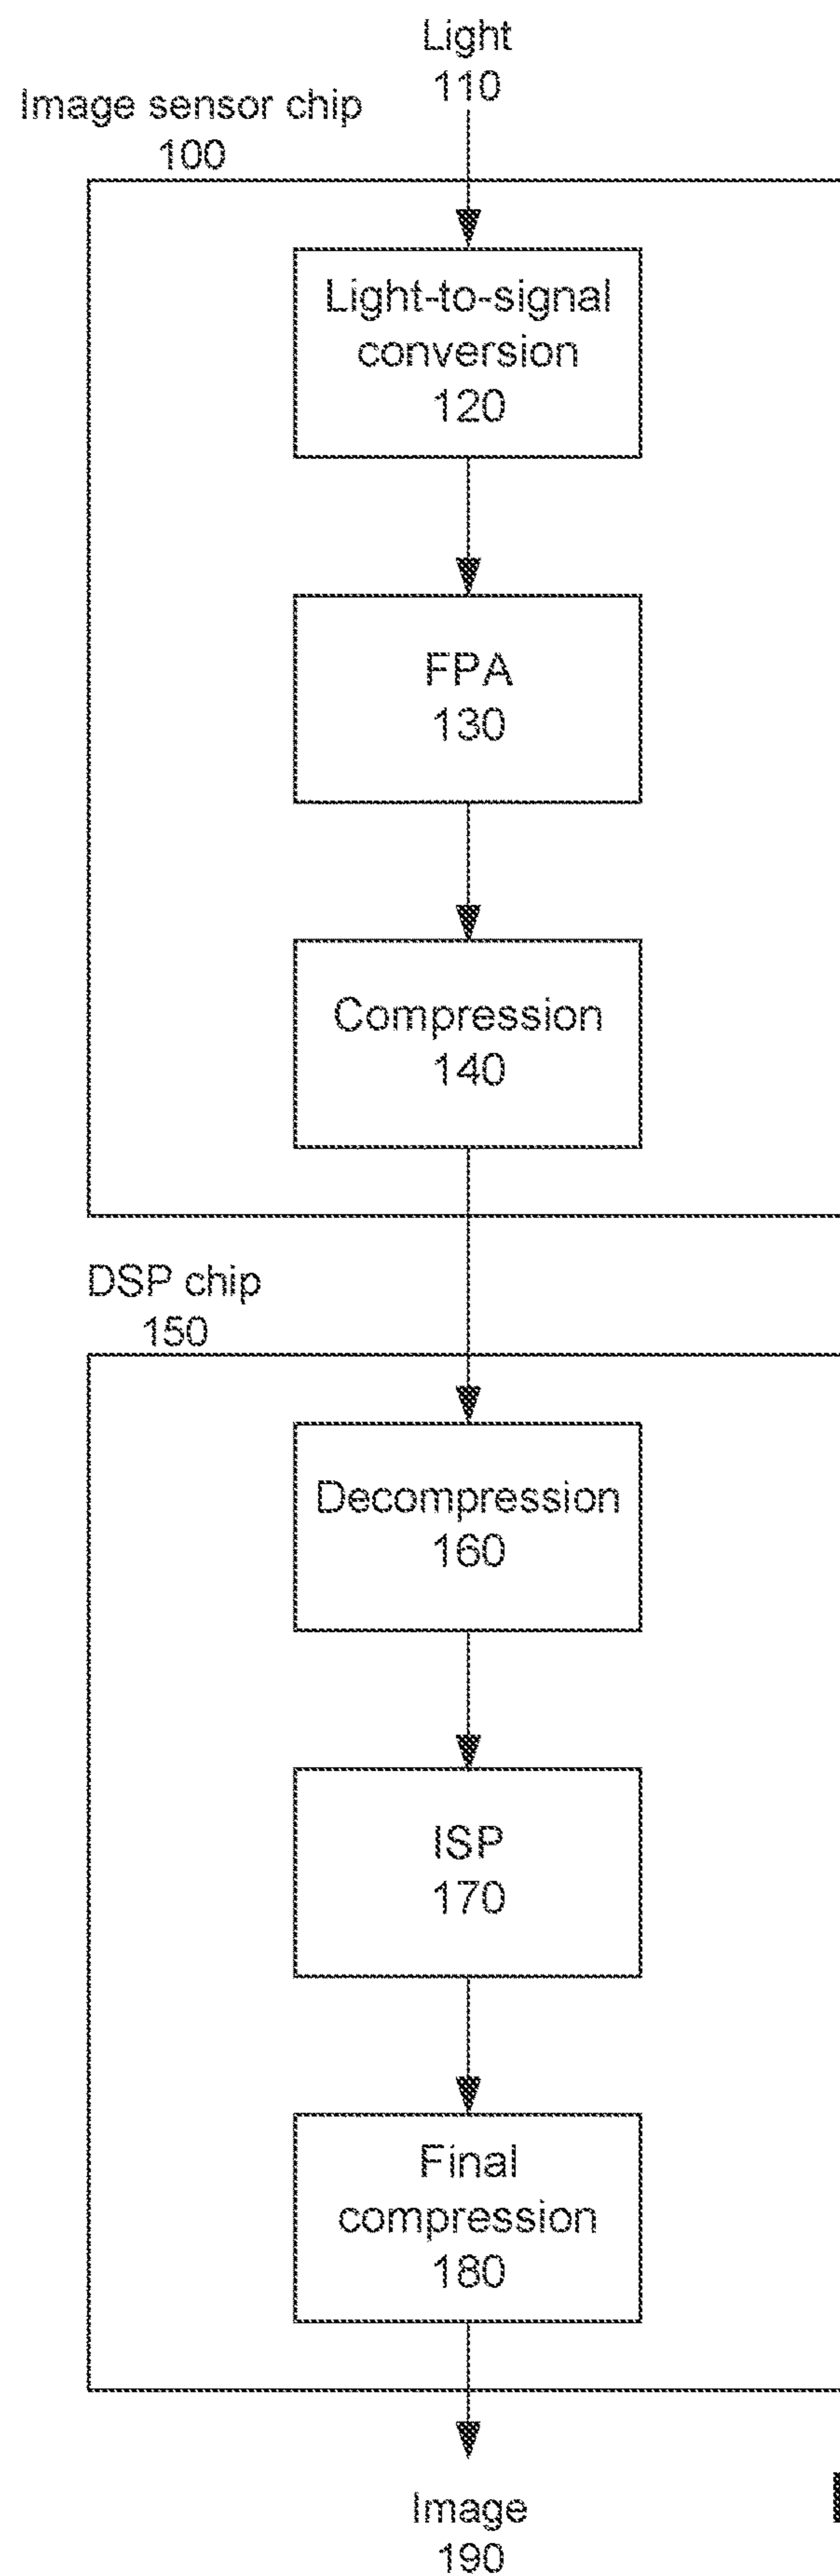 Light
110
Image sensor chip
100
Light-to-signal
conversion
120
FPA
130
Compression
140
DSP chip
150
Decompression
160
ISP
170
Final
compression
180
Image
190